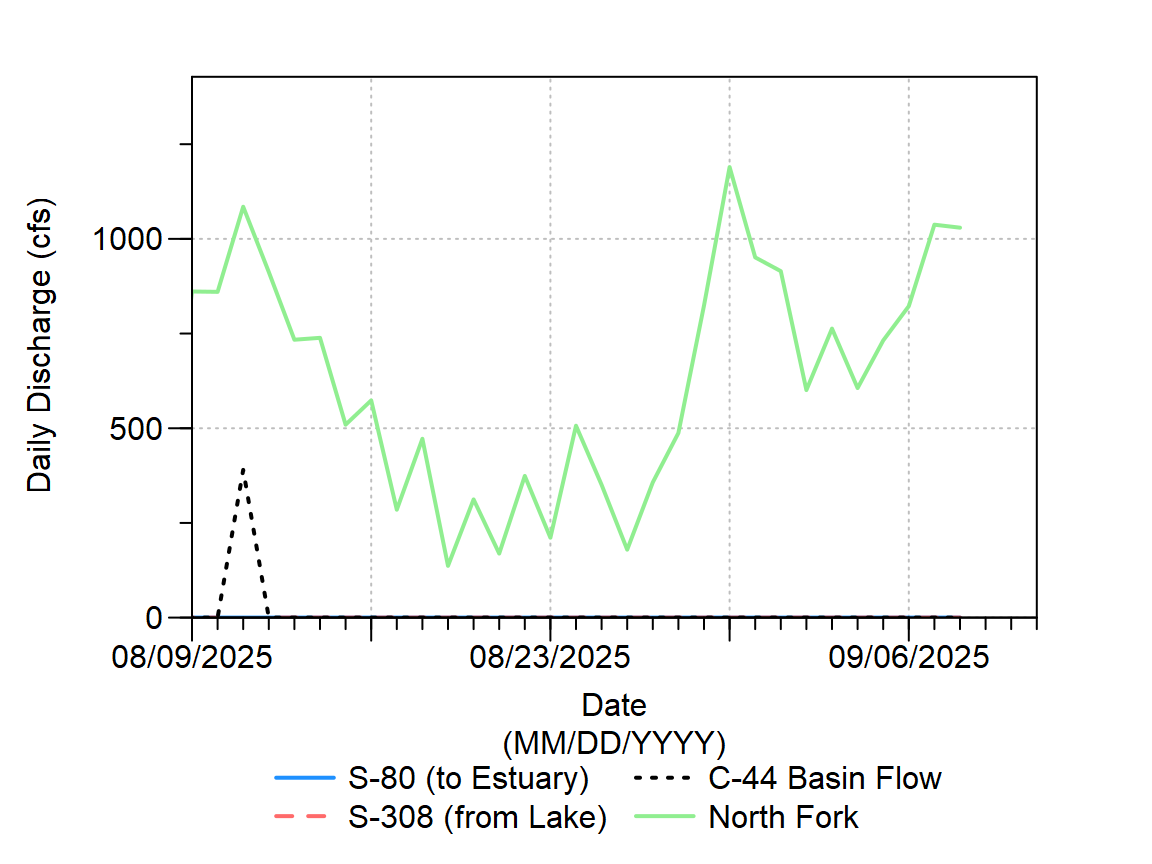 Daily Discharge (cfs)
1000
500
0
08/09/2025 08/23/2025 09/06/2025
Date
(MM/DD/YYYY)
S-80 (to Estuary) C-44 Basin Flow
S-308 (from Lake) North Fork